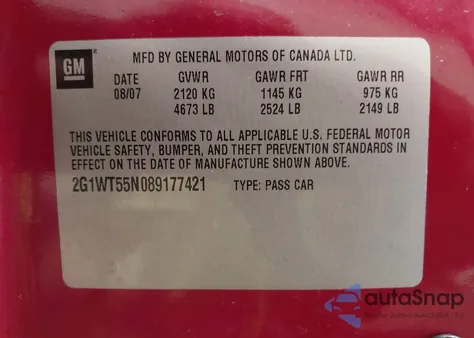 GM
MFD BY GENERAL MOTORS OF CANADA LTD.
DATE GVWR GAWR FRT GAWR RR
08/07 2120 KG 1145 KG 975 KG
4673 LB 2524 LB 2149 LB
THIS VEHICLE CONFORMS TO ALL APPLICABLE U.S. FEDERAL MOTOR
VEHICLE SAFETY, BUMPER, AND THEFT PREVENTION STANDARDS IN
EFFECT ON THE DATE OF MANUFACTURE SHOWN ABOVE.
2G1WT55N089177421 TYPE: PASS CAR
autaSnap